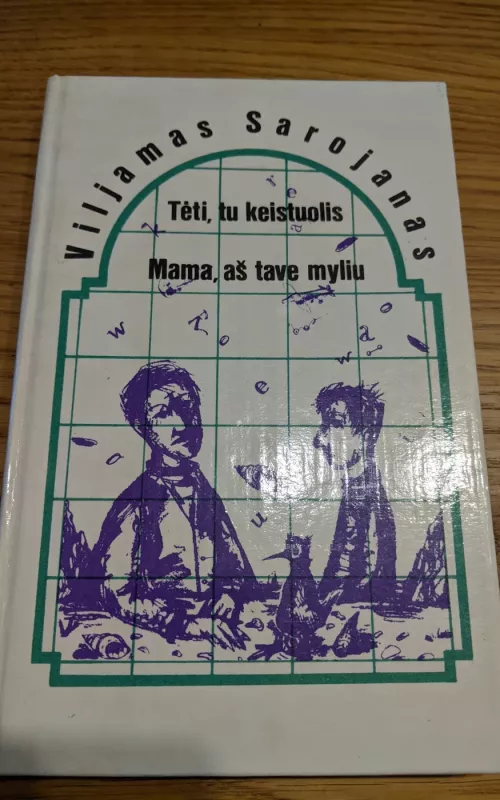 Viljamas Sarojanas
Tėti, tu keistuolis
Mama, aš tave myliu